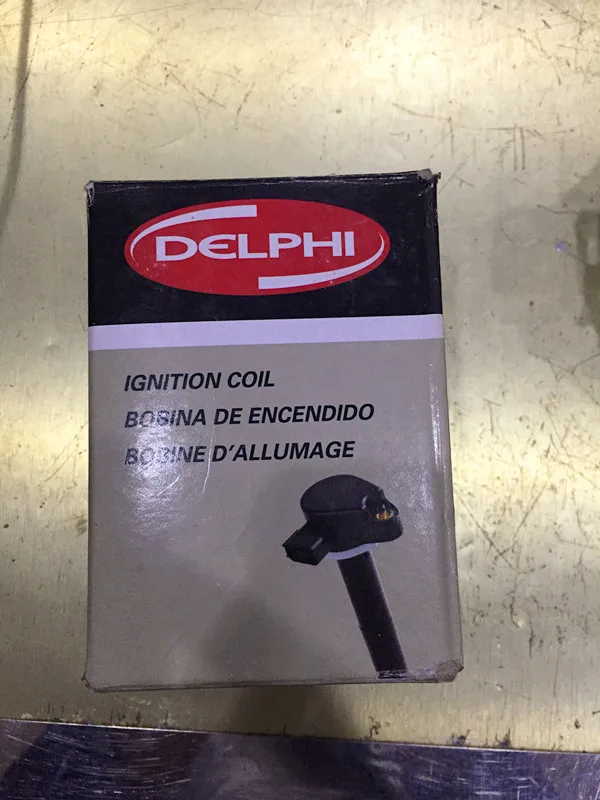 DELPHI
IGNITION COIL
BOBINA DE ENCENDIDO
BOBINE D'ALLUMAGE